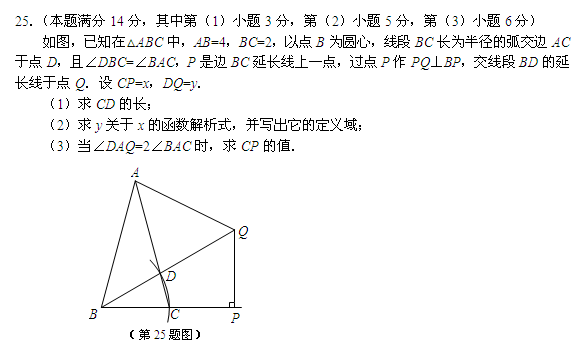 25.（本题满分 14 分，其中第（1）小题 3 分，第（2）小题 5 分，第（3）小题 6 分）
如图，已知在△ABC 中，AB=4，BC=2，以点 B 为圆心，线段 BC 长为半径的弧交边 AC
于点 D，且∠DBC=∠BAC，P 是边 BC 延长线上一点，过点 P 作 PQ⊥BP，交线段 BD 的延
长线于点 Q．设 CP=x，DQ=y.
（1）求 CD 的长；
（2）求 y 关于 x 的函数解析式，并写出它的定义域；
（3）当∠DAQ=2∠BAC 时，求 CP 的值．
A
Q
D
B
C
P
（第 25 题图）